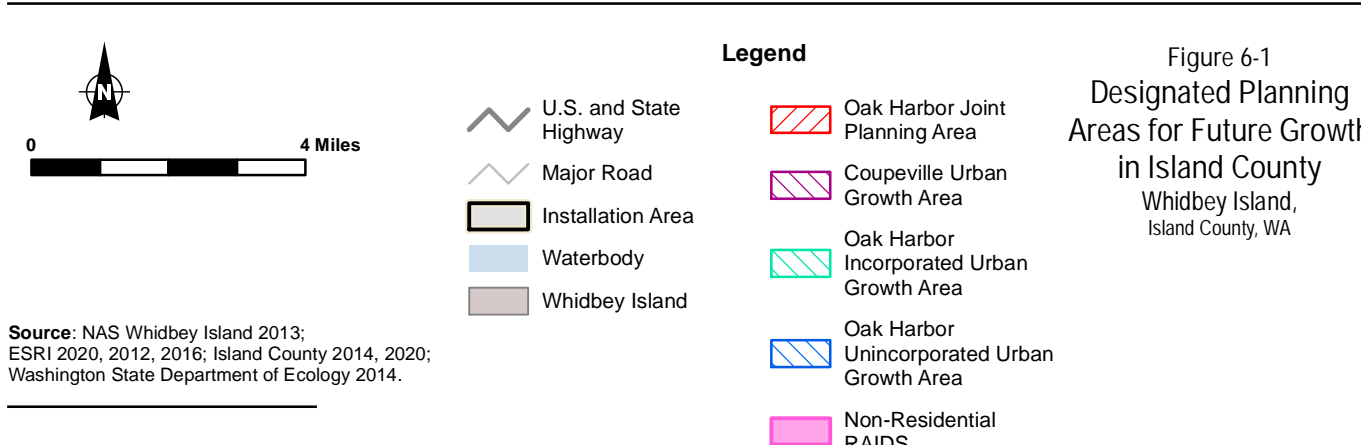 N
0
4 Miles
Source: NAS Whidbey Island 2013;
ESRI 2020, 2012, 2016; Island County 2014, 2020;
Washington State Department of Ecology 2014.
Legend
U.S. and State
Highway
Major Road
Installation Area
Waterbody
Whidbey Island
Oak Harbor Joint
Planning Area
Coupeville Urban
Growth Area
Oak Harbor
Incorporated Urban
Growth Area
Oak Harbor
Unincorporated Urban
Growth Area
Non-Residential
RAIDS
Figure 6-1
Designated Planning
Areas for Future Growth
in Island County
Whidbey Island,
Island County, WA